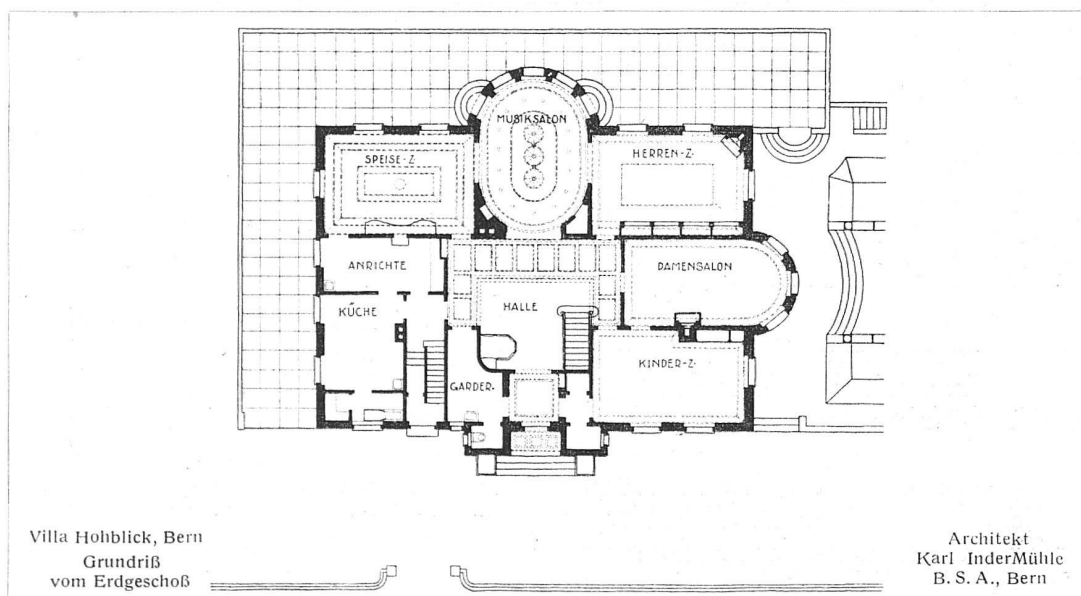 MUSIKSALON
SPEISE-Z.
HERREN-Z.
ANRICHTE
DAMENSALON
KÜCHE
HALLE
KINDER-Z.
GARDER.
Villa Hohblick, Bern
Grundriß
vom Erdgeschoß
Architekt
Karl InderMühle
B. S. A., Bern